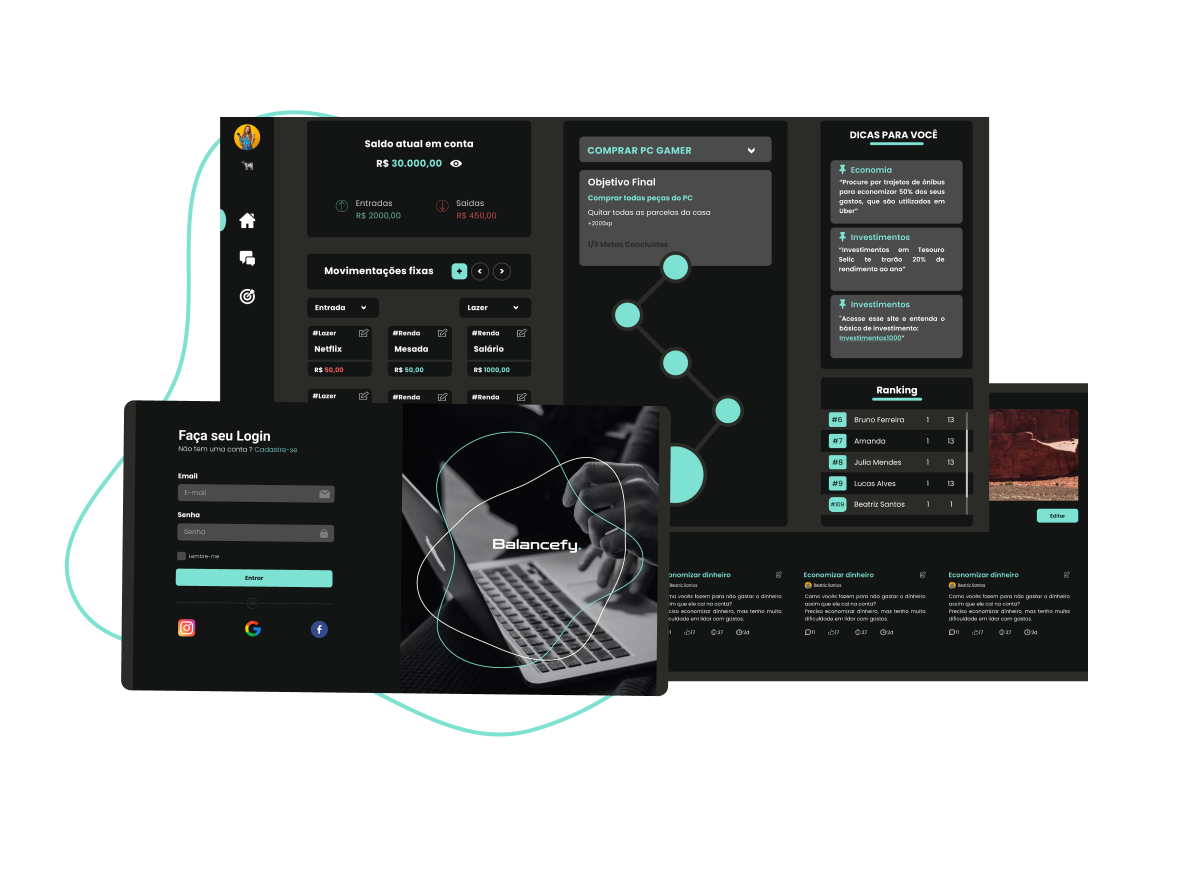 Saldo atual em conta
R$ 30.000,00
Entradas
R$ 2000,00
Saídas
R$ 450,00
Movimentações fixas
+
<
>
Entrada
Lazer
#Lazer
Netflix
R$ 50,00
#Renda
Mesada
R$ 50,00
#Renda
Salário
R$ 1000,00
#Lazer
#Renda
#Renda
COMPRAR PC GAMER
Objetivo Final
Comprar todas peças do PC
Quitar todas as parcelas da casa
+2000xp
1/9 Metas Concluídas
DICAS PARA VOCÊ
Economia
"Procure por trajetos de ônibus
para economizar 50% dos seus
gastos, que são utilizados em
Uber"
Investimentos
"Investimentos em Tesouro
Selic te trarão 20% de
rendimento ao ano"
Investimentos
"Acesse esse site e entenda o
básico de investimento:
Investimentos1000"
Ranking
#6 Bruno Ferreira 1 13
#7 Amanda 1 13
#8 Julia Mendes 1 13
#9 Lucas Alves 1 13
#109 Beatriz Santos 1 1
Faça seu Login
Não tem uma conta ? Cadastre-se
Email
E-mail
Senha
Senha
Lembre-me
Entrar
OU
Balancefy.
Editar
onomizar dinheiro
Beatriz Santos
mo vocês fazem para não gastar o dinheiro
sim que ele cai na conta?
eciso economizar dinheiro, mas tenho muita
ficuldade em lidar com gastos.
11 17 27 2d
Economizar dinheiro
Beatriz Santos
Como vocês fazem para não gastar o dinheiro
assim que ele cai na conta?
Preciso economizar dinheiro, mas tenho muita
dificuldade em lidar com gastos.
11 17 27 2d
Economizar dinheiro
Beatriz Santos
Como vocês fazem para não gastar o dinheiro
assim que ele cai na conta?
Preciso economizar dinheiro, mas tenho muita
dificuldade em lidar com gastos.
11 17 27 2d